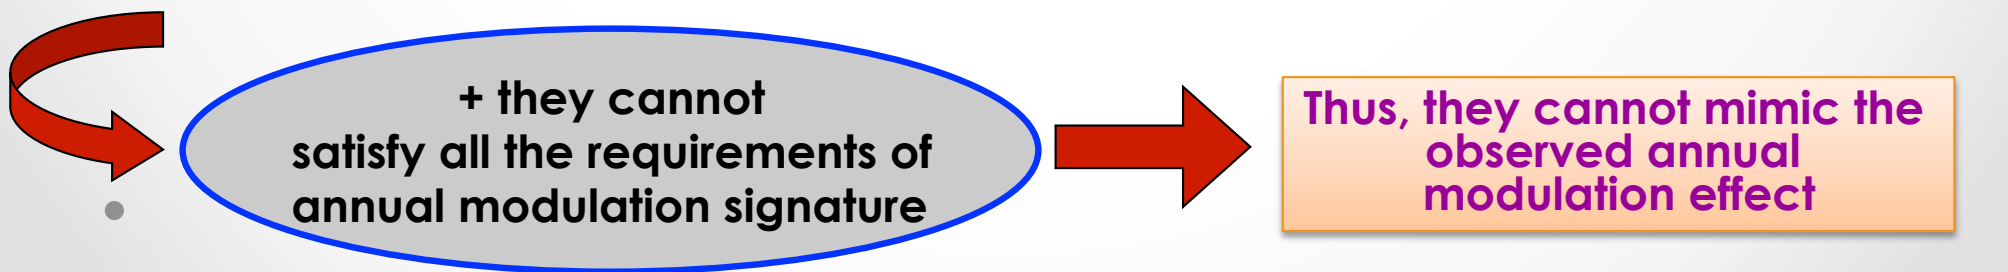 + they cannot
satisfy all the requirements of
annual modulation signature
Thus, they cannot mimic the
observed annual
modulation effect